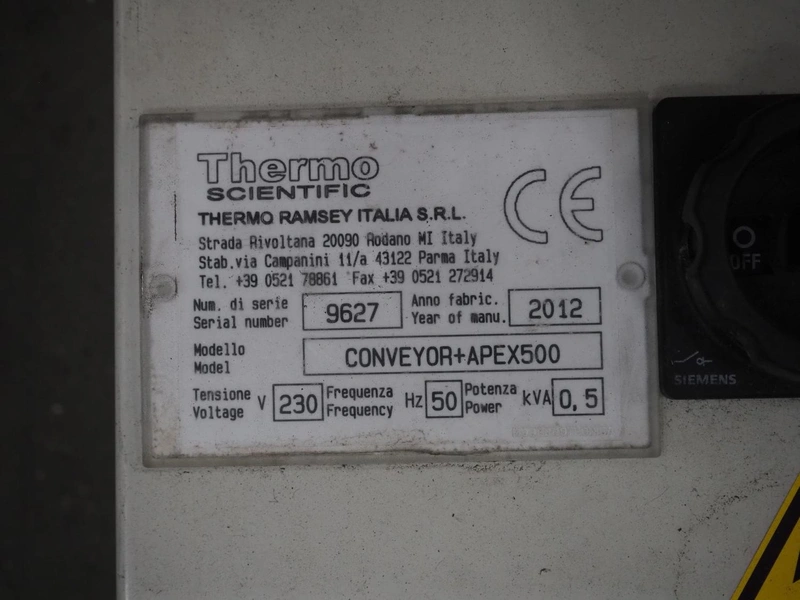 Thermo
SCIENTIFIC
THERMO RAMSEY ITALIA S.R.L.
CE
Strada Rivoltana 20090 Rodano MI Italy
Stab.via Campanini 11/a 43122 Parma Italy
Tel. +39 0521 78861 Fax +39 0521 272914
Num. di serie
Serial number
9627
Anno fabric.
Year of manu.
2012
Modello
Model
CONVEYOR+APEX500
Tensione
Voltage
V
230
Frequenza
Frequency
Hz
50
Potenza
Power
kVA
0,5
OFF
SIEMENS